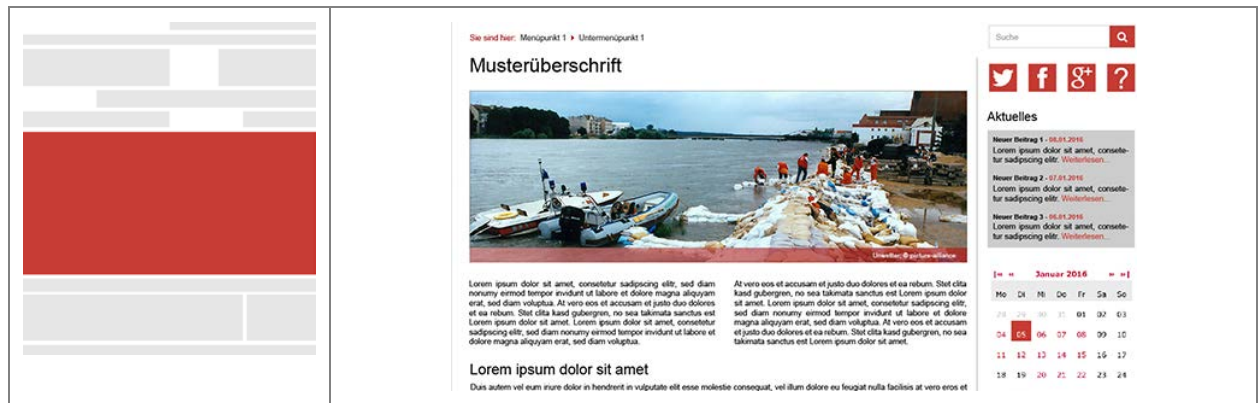 Sie sind hier: Menüpunkt 1 ▸ Untermenüpunkt 1
Musterüberschrift
Unwetter; © picture-alliance
Lorem ipsum dolor sit amet, consetetur sadipscing elitr, sed diam
nonumy eirmod tempor invidunt ut labore et dolore magna aliquyam
erat, sed diam voluptua. At vero eos et accusam et justo duo dolores
et ea rebum. Stet clita kasd gubergren, no sea takimata sanctus est
Lorem ipsum dolor sit amet. Lorem ipsum dolor sit amet, consetetur
sadipscing elitr, sed diam nonumy eirmod tempor invidunt ut labore et
dolore magna aliquyam erat, sed diam voluptua.
At vero eos et accusam et justo duo dolores et ea rebum. Stet clita
kasd gubergren, no sea takimata sanctus est Lorem ipsum dolor
sit amet. Lorem ipsum dolor sit amet, consetetur sadipscing elitr,
sed diam nonumy eirmod tempor invidunt ut labore et dolore
magna aliquyam erat, sed diam voluptua. At vero eos et accusam
et justo duo dolores et ea rebum. Stet clita kasd gubergren, no sea
takimata sanctus est Lorem ipsum dolor sit amet.
Lorem ipsum dolor sit amet
Duis autem vel eum iriure dolor in hendrerit in vulputate velit esse molestie consequat, vel illum dolore eu feugiat nulla facilisis at vero eros et
Suche
f g+ ?
Aktuelles
Neuer Beitrag 1 - 08.01.2016
Lorem ipsum dolor sit amet, consete-
tur sadipscing elitr. Weiterlesen...
Neuer Beitrag 2 - 07.01.2016
Lorem ipsum dolor sit amet, consete-
tur sadipscing elitr. Weiterlesen...
Neuer Beitrag 3 - 06.01.2016
Lorem ipsum dolor sit amet, consete-
tur sadipscing elitr. Weiterlesen...
Januar 2016
Mo Di Mi Do Fr Sa So
28 29 30 31 01 02 03
04 05 06 07 08 09 10
11 12 13 14 15 16 17
18 19 20 21 22 23 24